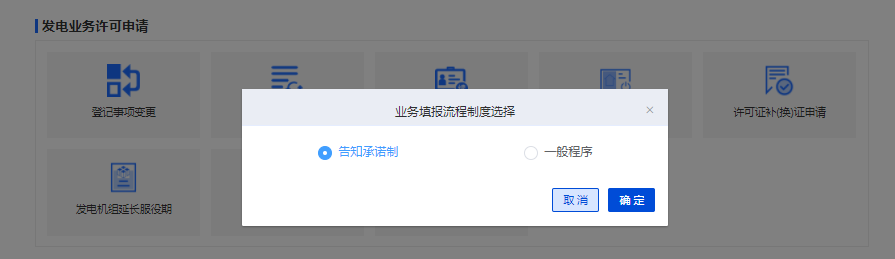 发电业务许可申请
登记事项变更
许可证补(换)证申请
发电机组延长服役期
业务填报流程制度选择
×
告知承诺制
一般程序
取消
确定